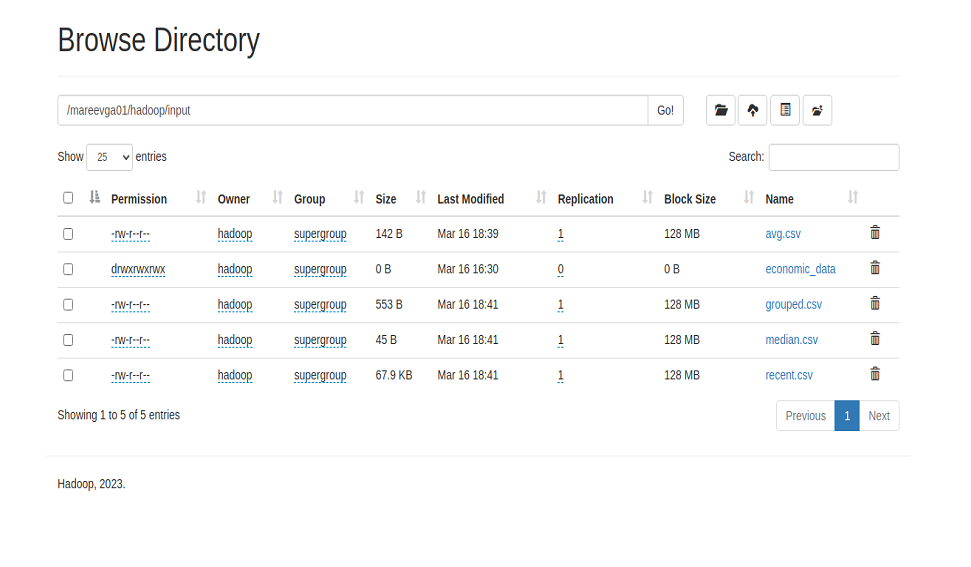 Browse Directory
/mareevga01/hadoop/input Go!
Show 25 entries Search:
Permission Owner Group Size Last Modified Replication Block Size Name
-rw-r--r-- hadoop supergroup 142 B Mar 16 18:39 1 128 MB avg.csv
drwxrwxrwx hadoop supergroup 0 B Mar 16 16:30 0 0 B economic_data
-rw-r--r-- hadoop supergroup 553 B Mar 16 18:41 1 128 MB grouped.csv
-rw-r--r-- hadoop supergroup 45 B Mar 16 18:41 1 128 MB median.csv
-rw-r--r-- hadoop supergroup 67.9 KB Mar 16 18:41 1 128 MB recent.csv
Showing 1 to 5 of 5 entries Previous 1 Next
Hadoop, 2023.